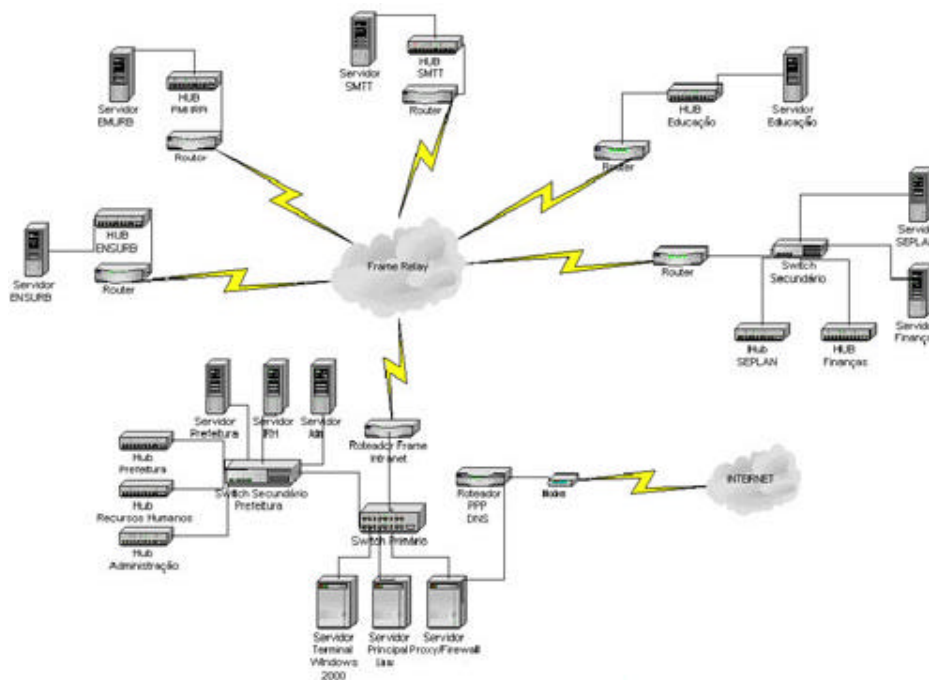 Servidor
SMTT
HUB
SMTT
Router
Servidor
EMURB
HUB
Router
HUB
Educação
Servidor
Educação
Router
HUB
ENSURB
Servidor
ENSURB
Router
Frame Relay
Router
Switch
Secundário
Servidor
SEPLAN
Servidor
Finanças
Hub
SEPLAN
HUB
Finanças
Servidor
Prefeitura
Servidor
RH
Servidor
Roteador Frame
Intranet
Hub
Prefeitura
Hub
Recursos Humanos
Hub
Administração
Switch Secundário
Prefeitura
Switch Primário
Roteador
PPP
DNS
INTERNET
Servidor
Terminal
Windows
2000
Servidor
Principal
Servidor
Proxy/Firewall